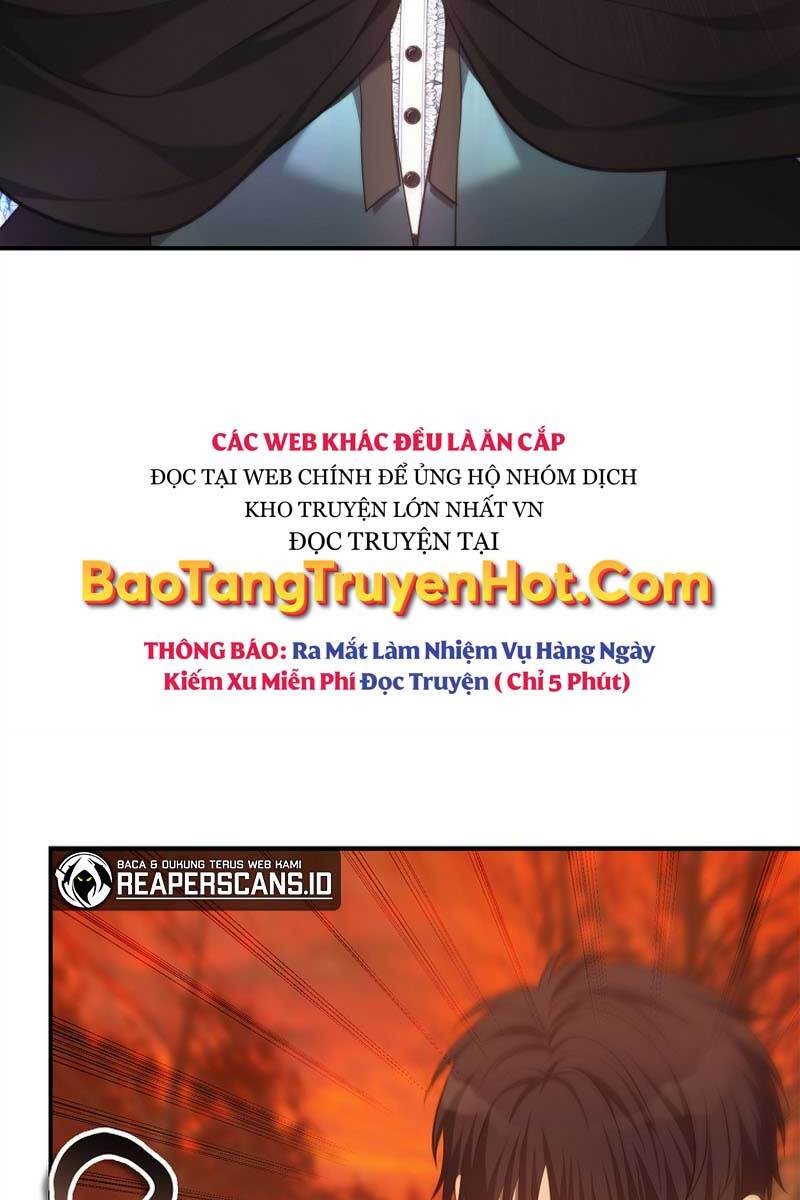 CÁC WEB KHÁC ĐỀU LÀ ĂN CẮP
ĐỌC TẠI WEB CHÍNH ĐỂ ỦNG HỘ NHÓM DỊCH
KHO TRUYỆN LỚN NHẤT VN
ĐỌC TRUYỆN TẠI
BaoTangTruyenHot.Com
THÔNG BÁO: Ra Mắt Làm Nhiệm Vụ Hàng Ngày
Kiếm Xu Miễn Phí Đọc Truyện ( Chỉ 5 Phút)
BACA & DUKUNG TERUS WEB KAMI
REAPERSCANS.ID